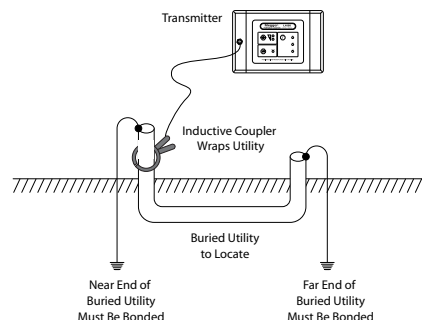 Transmitter
Megger
Inductive Coupler
Wraps Utility
Buried Utility
to Locate
Near End of
Buried Utility
Must Be Bonded
Far End of
Buried Utility
Must Be Bonded